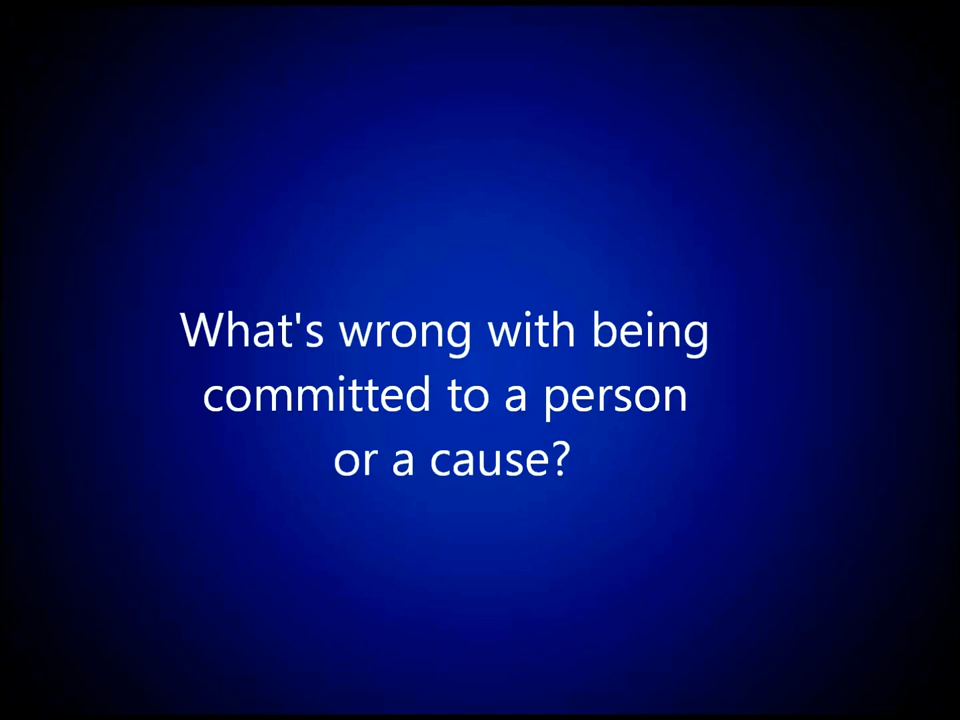 What's wrong with being
committed to a person
or a cause?